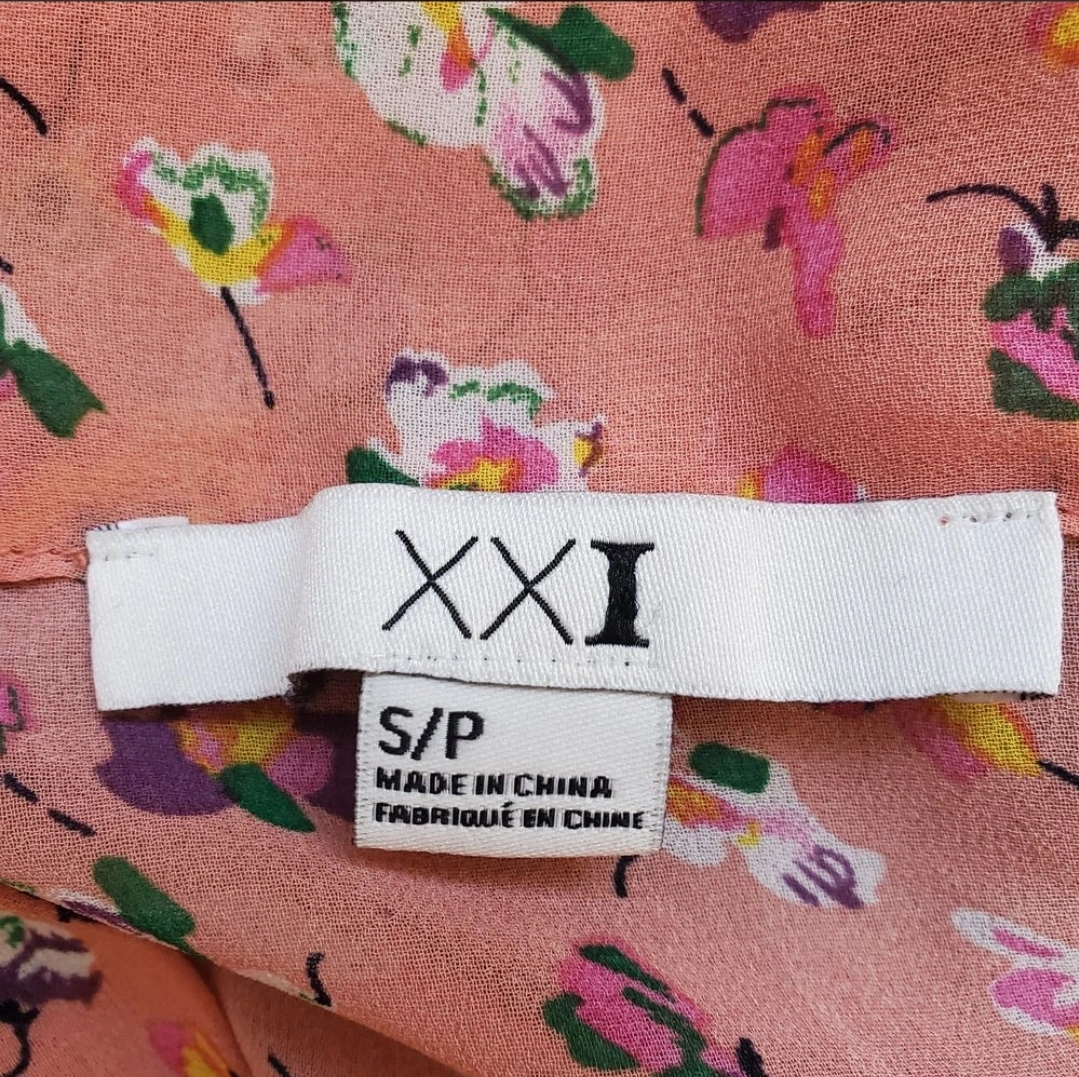 XXI
S/P
MADE IN CHINA
FABRIQUÉ EN CHINE